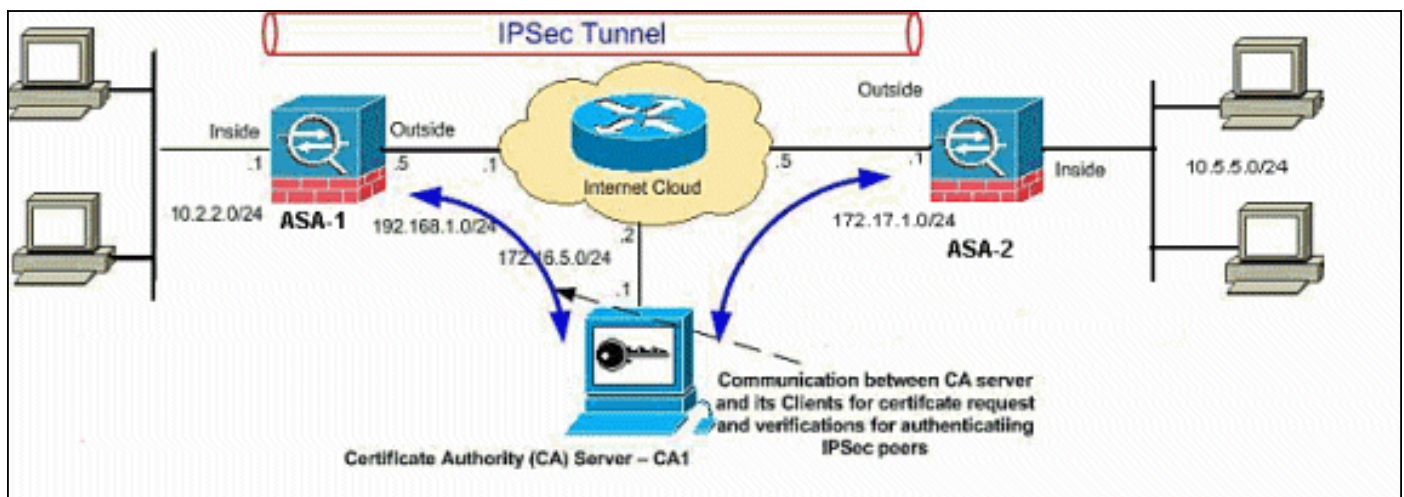 IPSec Tunnel
Inside
.1
10.2.2.0/24
ASA-1
Outside
.5
192.168.1.0/24
.1
Internet Cloud
.2
172.16.5.0/24
.1
.5
Outside
.1
172.17.1.0/24
ASA-2
Inside
10.5.5.0/24
Communication between CA server
and its Clients for certifcate request
and verifications for authenticatiing
IPSec peers
Certificate Authority (CA) Server – CA1